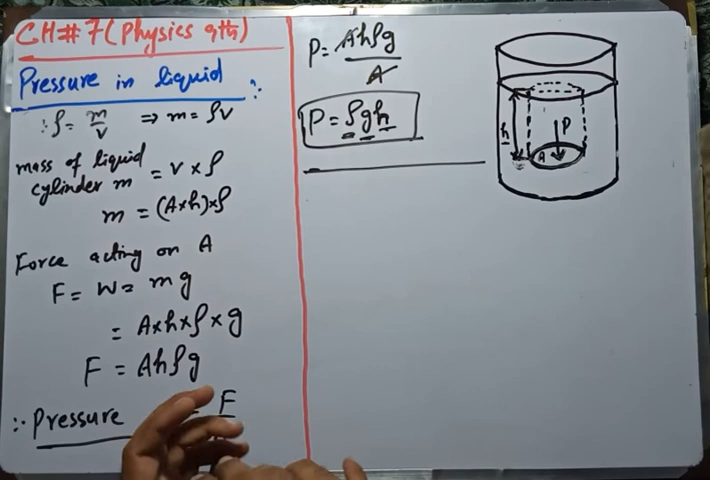 CH# 7 (Physics 9th)
Pressure in liquid :
∴ ρ = m/v ⇒ m = ρv
mass of liquid
cylinder m = v × ρ
m = (A×h)×ρ
Force acting on A
F = W = mg
= A×h×ρ×g
F = Ahρg
∵ Pressure = F
P = Ahρg/A
P = ρgh
h
P
A